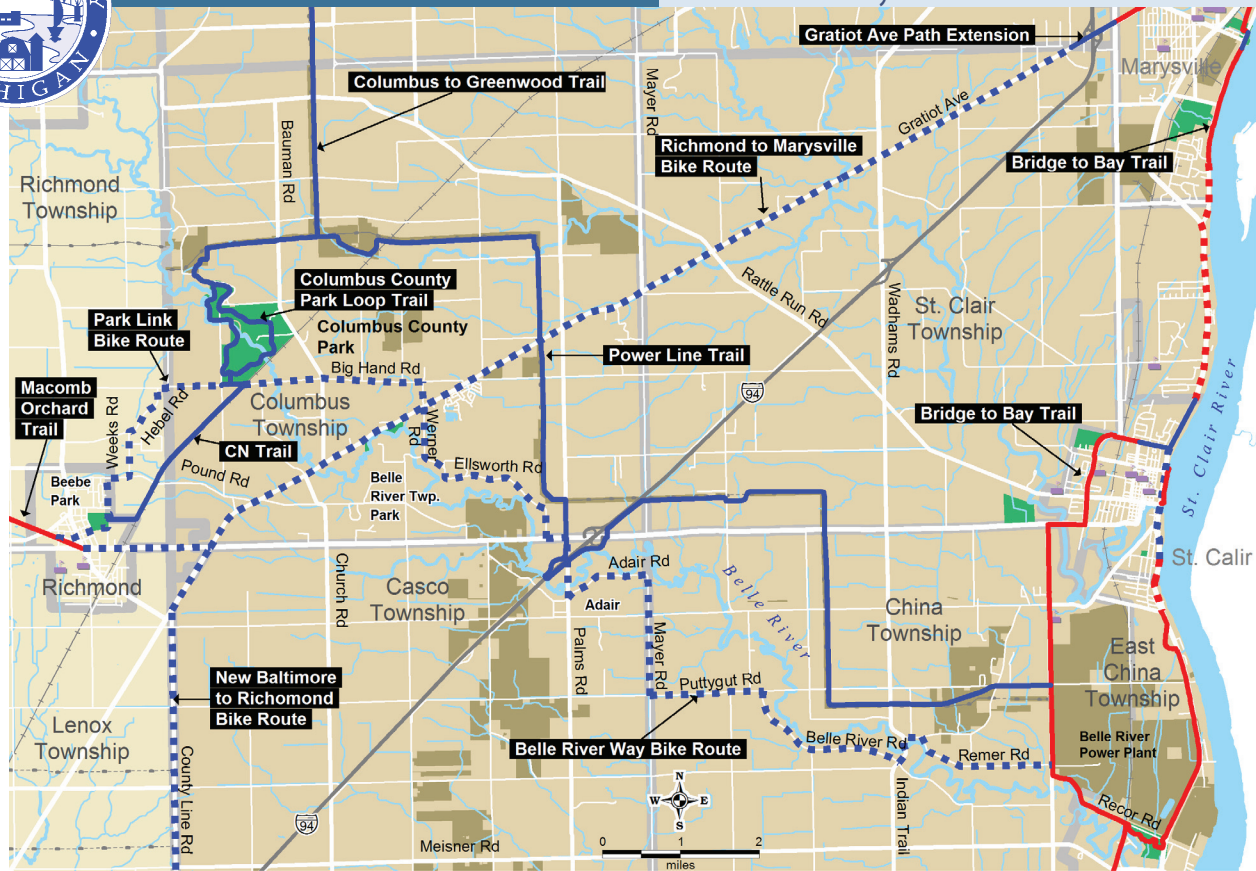 HIGAN
Gratiot Ave Path Extension
Marysville
Columbus to Greenwood Trail
Mayer Rd
Gratiot Ave
Bauman Rd
Richmond to Marysville
Bike Route
Bridge to Bay Trail
Richmond
Township
Columbus County
Park Loop Trail
Columbus County
Park
Rattle Run Rd
Wadhams Rd
St. Clair
Township
Park Link
Bike Route
Power Line Trail
Big Hand Rd
Macomb
Orchard
Trail
Weeks Rd
Hebel Rd
Columbus
Township
Werner
Rd
94
Bridge to Bay Trail
St. Clair River
CN Trail
Pound Rd
Ellsworth Rd
Beebe
Park
Belle
River Twp.
Park
Richmond
Church Rd
Casco
Township
Adair Rd
Adair
Belle River
St. Calir
China
Township
Palms Rd
Mayer Rd
East
China
Township
New Baltimore
to Richomond
Bike Route
Puttygut Rd
Lenox
Township
Belle River Way Bike Route
Belle River Rd
Remer Rd
Belle River
Power Plant
County Line Rd
Indian Trail
Recor Rd
N
W E
S
94
Meisner Rd
0 1 2
miles